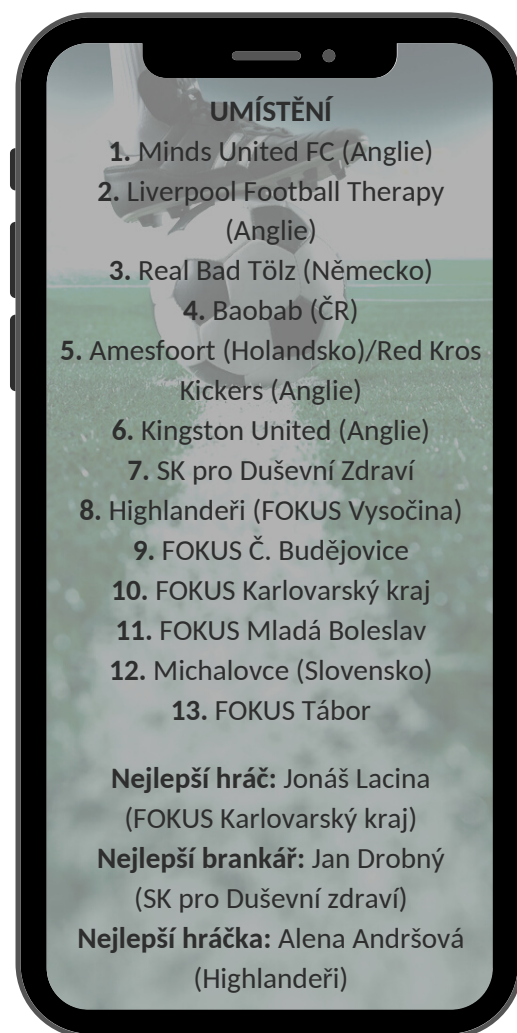 UMÍSTĚNÍ
1. Minds United FC (Anglie)
2. Liverpool Football Therapy
(Anglie)
3. Real Bad Tölz (Německo)
4. Baobab (ČR)
5. Amesfoort (Holandsko)/Red Kros
Kickers (Anglie)
6. Kingston United (Anglie)
7. SK pro Duševní Zdraví
8. Highlandeři (FOKUS Vysočina)
9. FOKUS Č. Budějovice
10. FOKUS Karlovarský kraj
11. FOKUS Mladá Boleslav
12. Michalovce (Slovensko)
13. FOKUS Tábor
Nejlepší hráč: Jonáš Lacina
(FOKUS Karlovarský kraj)
Nejlepší brankář: Jan Drobný
(SK pro Duševní zdraví)
Nejlepší hráčka: Alena Andršová
(Highlandeři)